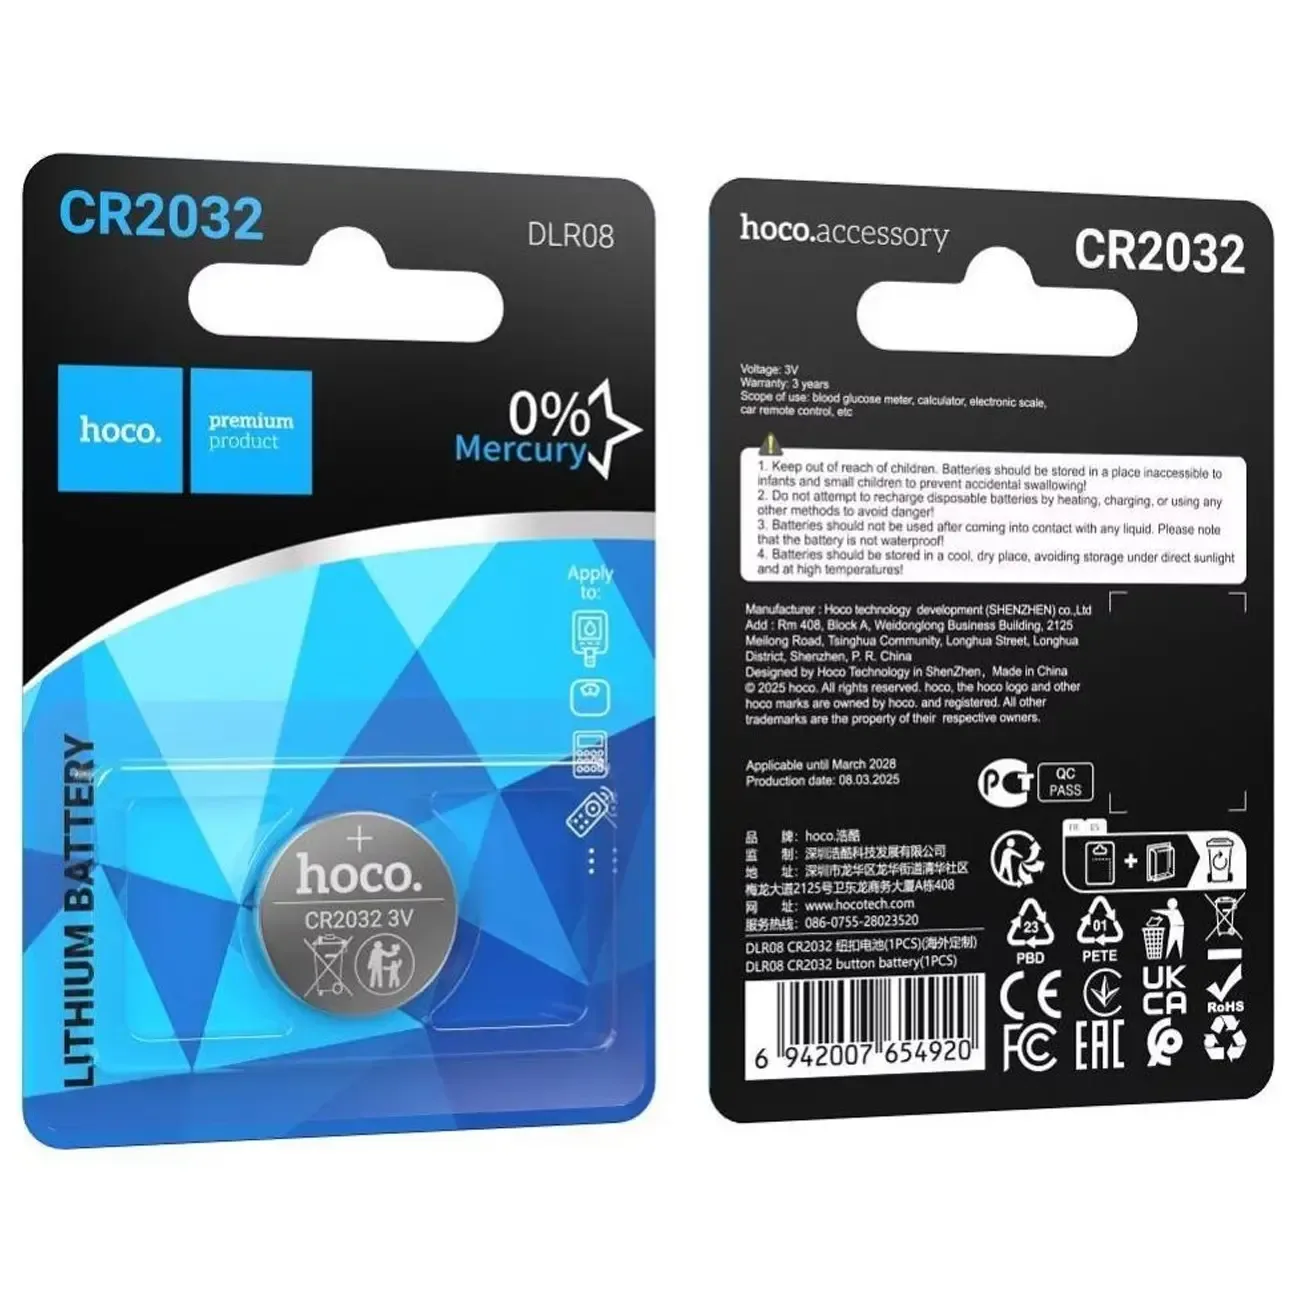 CR2032
DLR08
hoco.
premium
product
0%
Mercury
Apply
to:
LITHIUM BATTERY
+
hoco.
CR2032 3V
hoco.accessory
CR2032
Voltage: 3V
Warranty: 3 years
Scope of use: blood glucose meter, calculator, electronic scale,
car remote control, etc
1. Keep out of reach of children. Batteries should be stored in a place inaccessible to
infants and small children to prevent accidental swallowing!
2. Do not attempt to recharge disposable batteries by heating, charging, or using any
other methods to avoid danger!
3. Batteries should not be used after coming into contact with any liquid. Please note
that the battery is not waterproof!
4. Batteries should be stored in a cool, dry place, avoiding storage under direct sunlight
and at high temperatures!
Manufacturer : Hoco technology development (SHENZHEN) co.,Ltd
Add : Rm 408, Block A, Weidonglong Business Building, 2125
Meilong Road, Tsinghua Community, Longhua Street, Longhua
District, Shenzhen, P. R. China
Designed by Hoco Technology in ShenZhen, Made in China
© 2025 hoco. All rights reserved. hoco, the hoco logo and other
hoco marks are owned by hoco. and registered. All other
trademarks are the property of their respective owners.
Applicable until March 2028
Production date: 08.03.2025
PCT
QC
PASS
品 牌: hoco.浩酷
监 制: 深圳浩酷科技发展有限公司
地 址: 深圳市龙华区龙华街道清华社区
梅龙大道2125号卫东龙商务大厦A栋408
网 址: www.hocotech.com
服务热线: 086-0755-28023520
DLR08 CR2032 纽扣电池(1PCS)(海外定制)
DLR08 CR2032 button battery(1PCS)
6 942007 654920
FR ES
+
23
PBD
01
PETE
CE
UK
CA
RoHS
FC
EAC